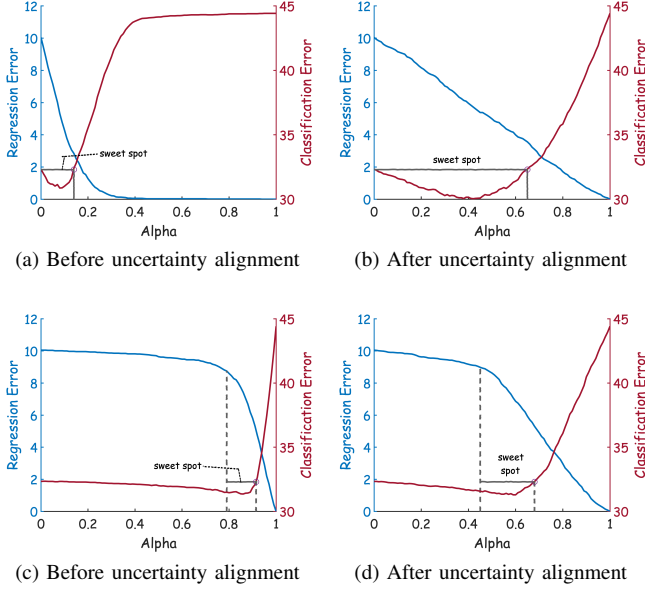 12 45 12 45
10 10
8 40 8 40
6 6
4 35 4 35
sweet spot sweet spot
2 2
0 30 0 30
0 0.2 0.4 0.6 0.8 1 0 0.2 0.4 0.6 0.8 1
Regression Error Alpha Classification Error Regression Error Alpha Classification Error
(a) Before uncertainty alignment (b) After uncertainty alignment
12 45 12 45
10 10
8 40 8 40
6 6
4 35 4 35
sweet spot sweet
spot
2 2
0 30 0 30
0 0.2 0.4 0.6 0.8 1 0 0.2 0.4 0.6 0.8 1
Regression Error Alpha Classification Error Regression Error Alpha Classification Error
(c) Before uncertainty alignment (d) After uncertainty alignment